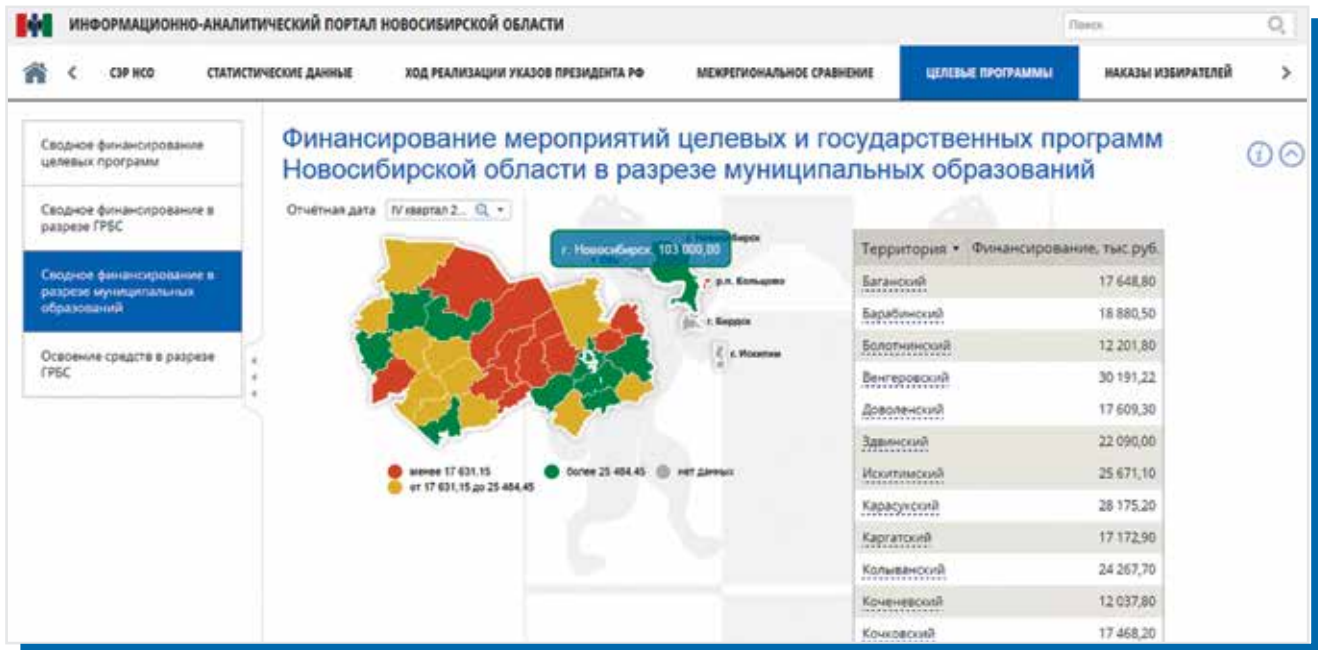 ИНФОРМАЦИОННО-АНАЛИТИЧЕСКИЙ ПОРТАЛ НОВОСИБИРСКОЙ ОБЛАСТИ
Поиск
СЭР НСО
СТАТИСТИЧЕСКИЕ ДАННЫЕ
ХОД РЕАЛИЗАЦИИ УКАЗОВ ПРЕЗИДЕНТА РФ
МЕЖРЕГИОНАЛЬНОЕ СРАВНЕНИЕ
ЦЕЛЕВЫЕ ПРОГРАММЫ
НАКАЗЫ ИЗБИРАТЕЛЕЙ
Сводное финансирование
целевых программ
Сводное финансирование в
разрезе ГРБС
Сводное финансирование в
разрезе муниципальных
образований
Освоение средств в разрезе
ГРБС
Финансирование мероприятий целевых и государственных программ
Новосибирской области в разрезе муниципальных образований
Отчётная дата IV квартал 2...
г. Новосибирск 103 000,00
р.п. Кольцово
г. Бердск
г. Искитим
менее 17 631.15
от 17 631,15 до 25 484,45
более 25 484.45
нет данных
Территория Финансирование, тыс.руб.
Баганский 17 648,80
Барабинский 18 880,50
Болотнинский 12 201,80
Венгеровский 30 191,22
Доволенский 17 609,30
Здвинский 22 090,00
Искитимский 25 671,10
Карасукский 28 175,20
Каргатский 17 172,90
Колыванский 24 267,70
Коченевский 12 037,80
Кочковский 17 468,20